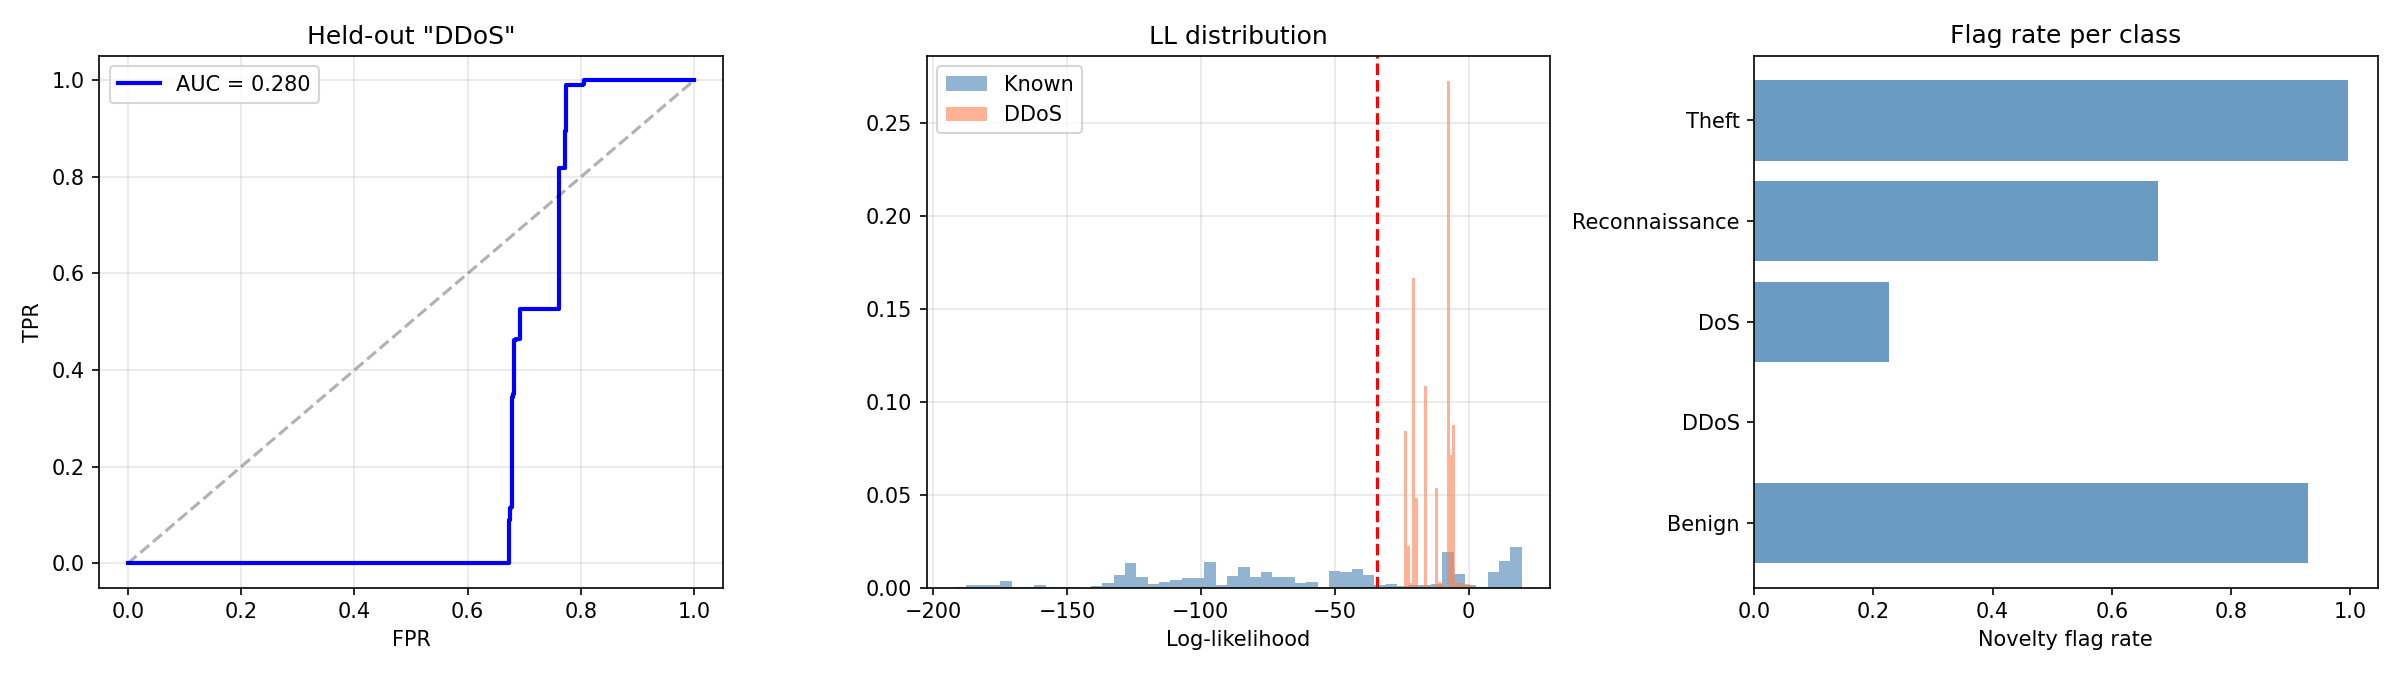 Held-out "DDoS"
AUC = 0.280
1.0
0.8
0.6
0.4
0.2
0.0
TPR
0.0 0.2 0.4 0.6 0.8 1.0
FPR
LL distribution
Known
DDoS
0.25
0.20
0.15
0.10
0.05
0.00
−200 −150 −100 −50 0
Log-likelihood
Flag rate per class
Theft
Reconnaissance
DoS
DDoS
Benign
0.0 0.2 0.4 0.6 0.8 1.0
Novelty flag rate